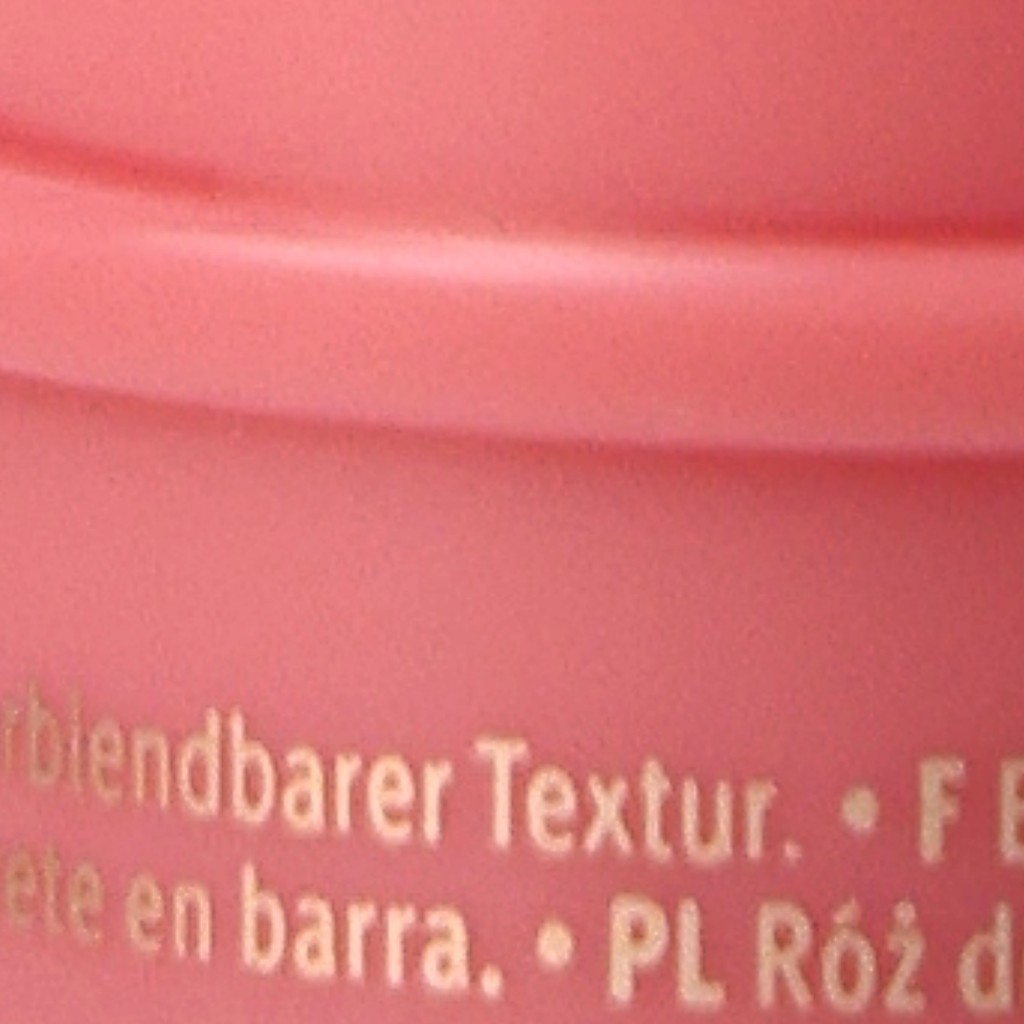 rblendbarer Textur. • F
ete en barra. • PL Róż d